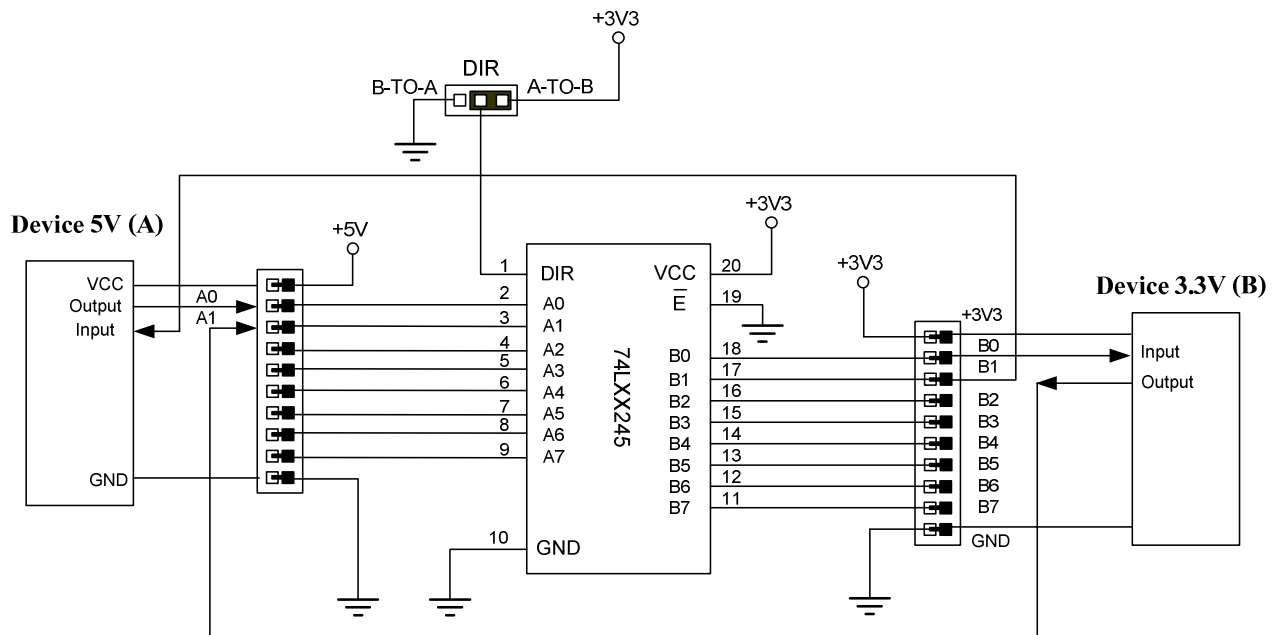 +3V3
DIR
B-TO-A
A-TO-B
Device 5V (A)
VCC
Output
Input
GND
A0
A1
+5V
1
2
3
4
5
6
7
8
9
10
DIR
A0
A1
A2
A3
A4
A5
A6
A7
GND
74LXX245
VCC
E
B0
B1
B2
B3
B4
B5
B6
B7
20
19
18
17
16
15
14
13
12
11
+3V3
+3V3
+3V3
B0
B1
B2
B3
B4
B5
B6
B7
GND
Device 3.3V (B)
Input
Output